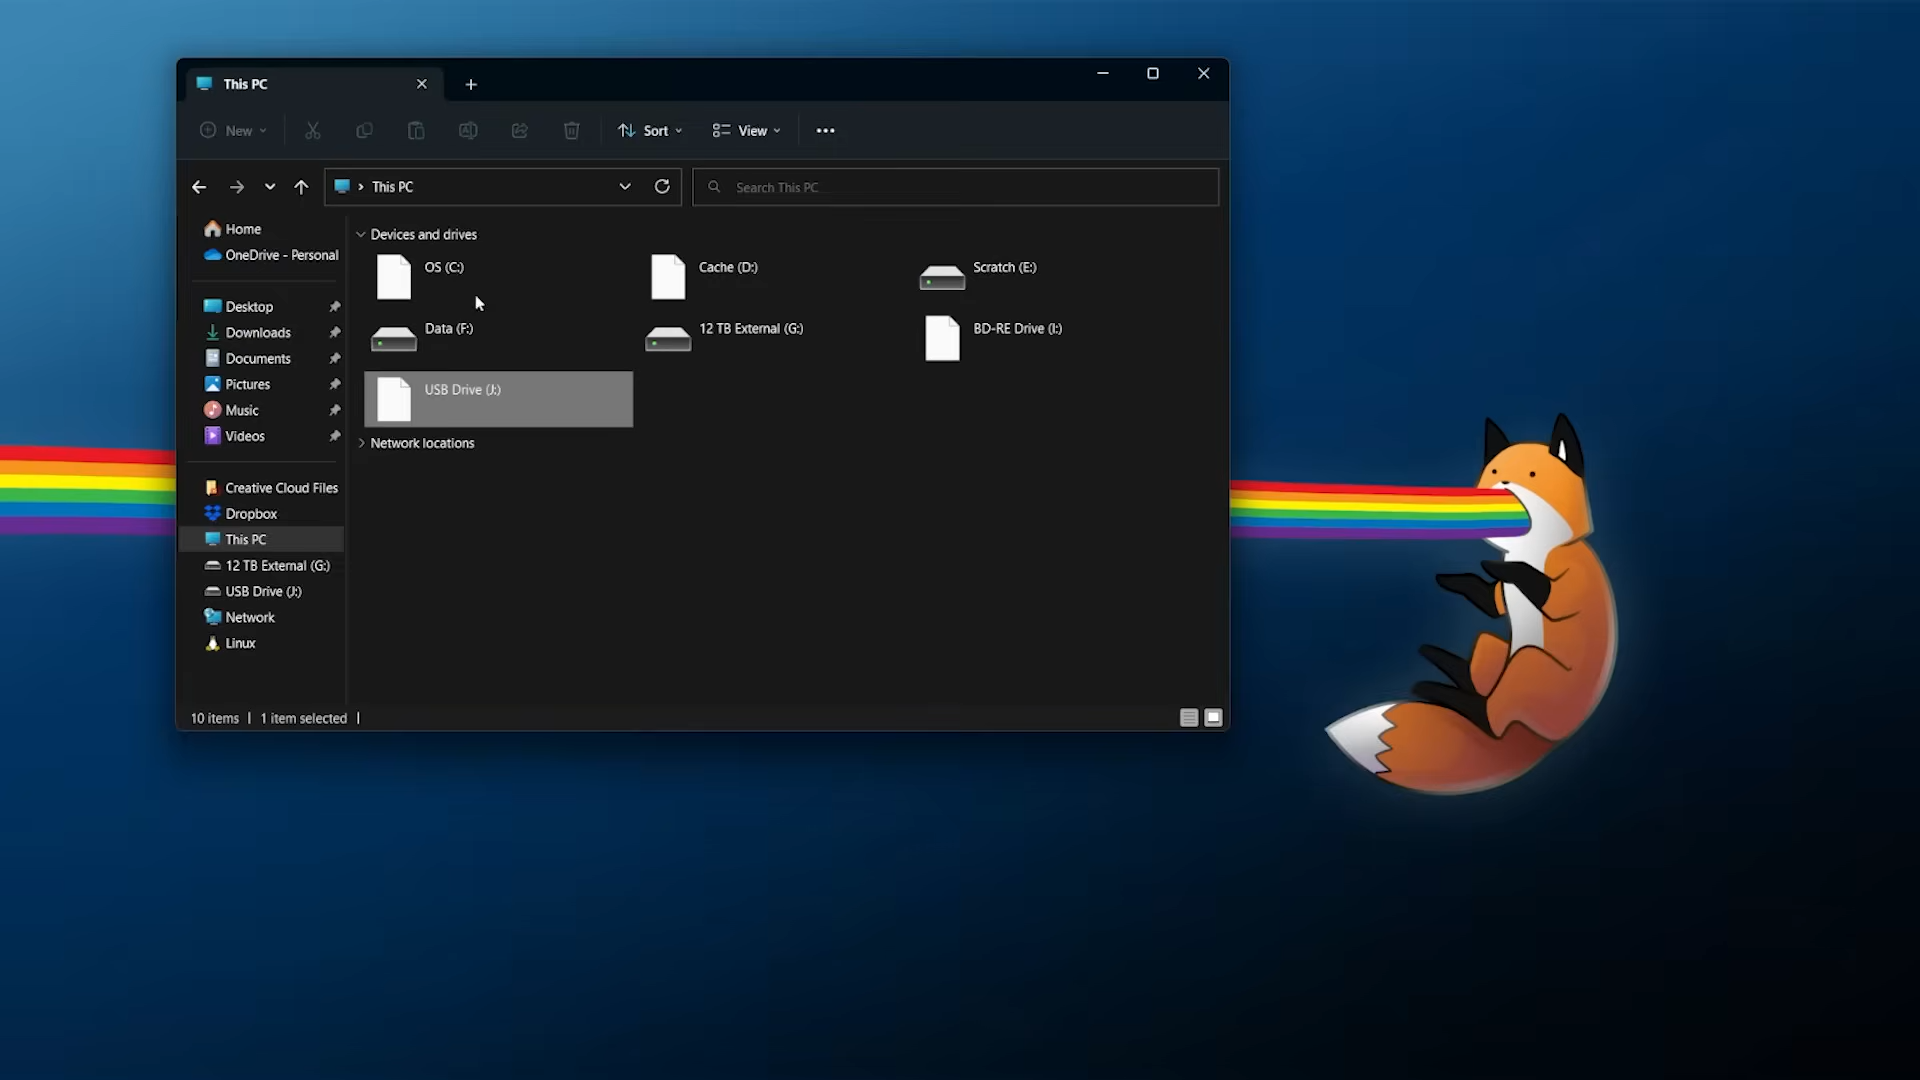 This PC
New
Sort
View
This PC
Search This PC
Home
OneDrive - Personal
Desktop
Downloads
Documents
Pictures
Music
Videos
Creative Cloud Files
Dropbox
This PC
12 TB External (G:)
USB Drive (J:)
Network
Linux
Devices and drives
OS (C:)
Cache (D:)
Scratch (E:)
Data (F:)
12 TB External (G:)
BD-RE Drive (I:)
USB Drive (J:)
Network locations
10 items | 1 item selected |